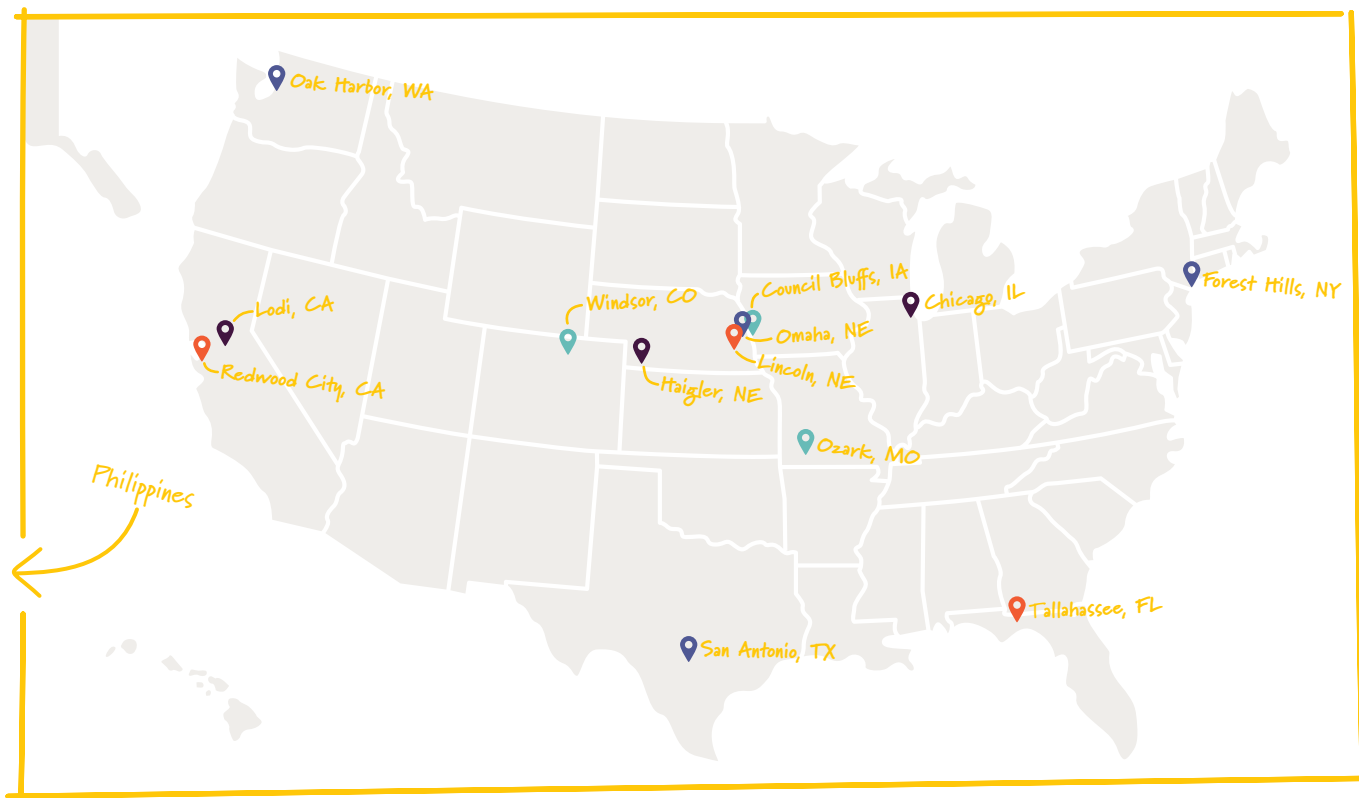 Oak Harbor, WA
Council Bluffs, IA
Forest Hills, NY
Windsor, CO
Chicago, IL
Lodi, CA
Omaha, NE
Lincoln, NE
Redwood City, CA
Haigler, NE
Ozark, MO
Philippines
Tallahassee, FL
San Antonio, TX